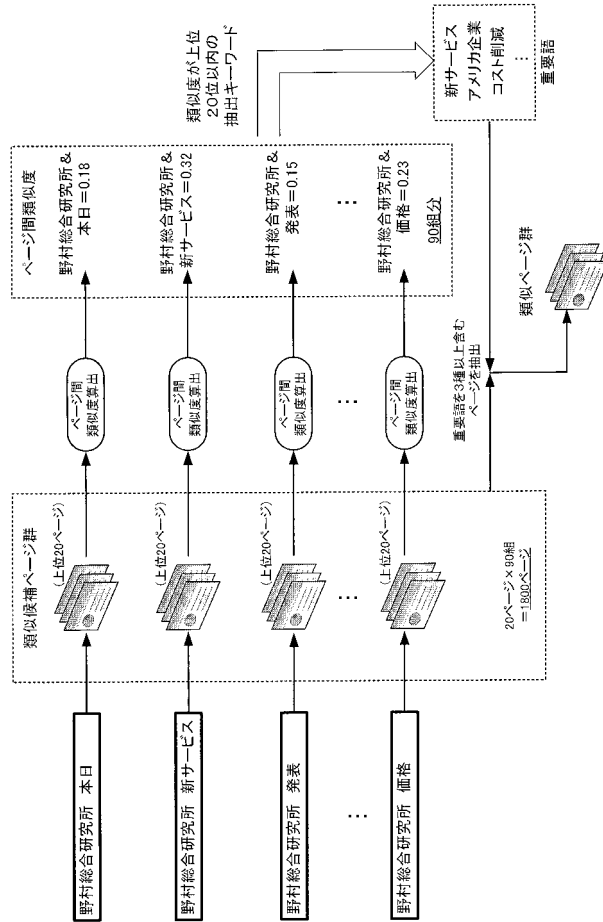 野村総合研究所 本日
野村総合研究所 新サービス
野村総合研究所 発表
…
野村総合研究所 価格
類似候補ページ群
(上位20ページ)
(上位20ページ)
(上位20ページ)
…
(上位20ページ)
20ページ×90組
=1800ページ
ページ間
類似度算出
ページ間
類似度算出
ページ間
類似度算出
…
ページ間
類似度算出
ページ間類似度
野村総合研究所&
本日=0.18
野村総合研究所&
新サービス=0.32
野村総合研究所&
発表=0.15
…
野村総合研究所&
価格=0.23
90組分
類似度が上位
20位以内の
抽出キーワード
新サービス
アメリカ企業
コスト削減
…
重要語
重要語を3種以上含む
ページを抽出
類似ページ群